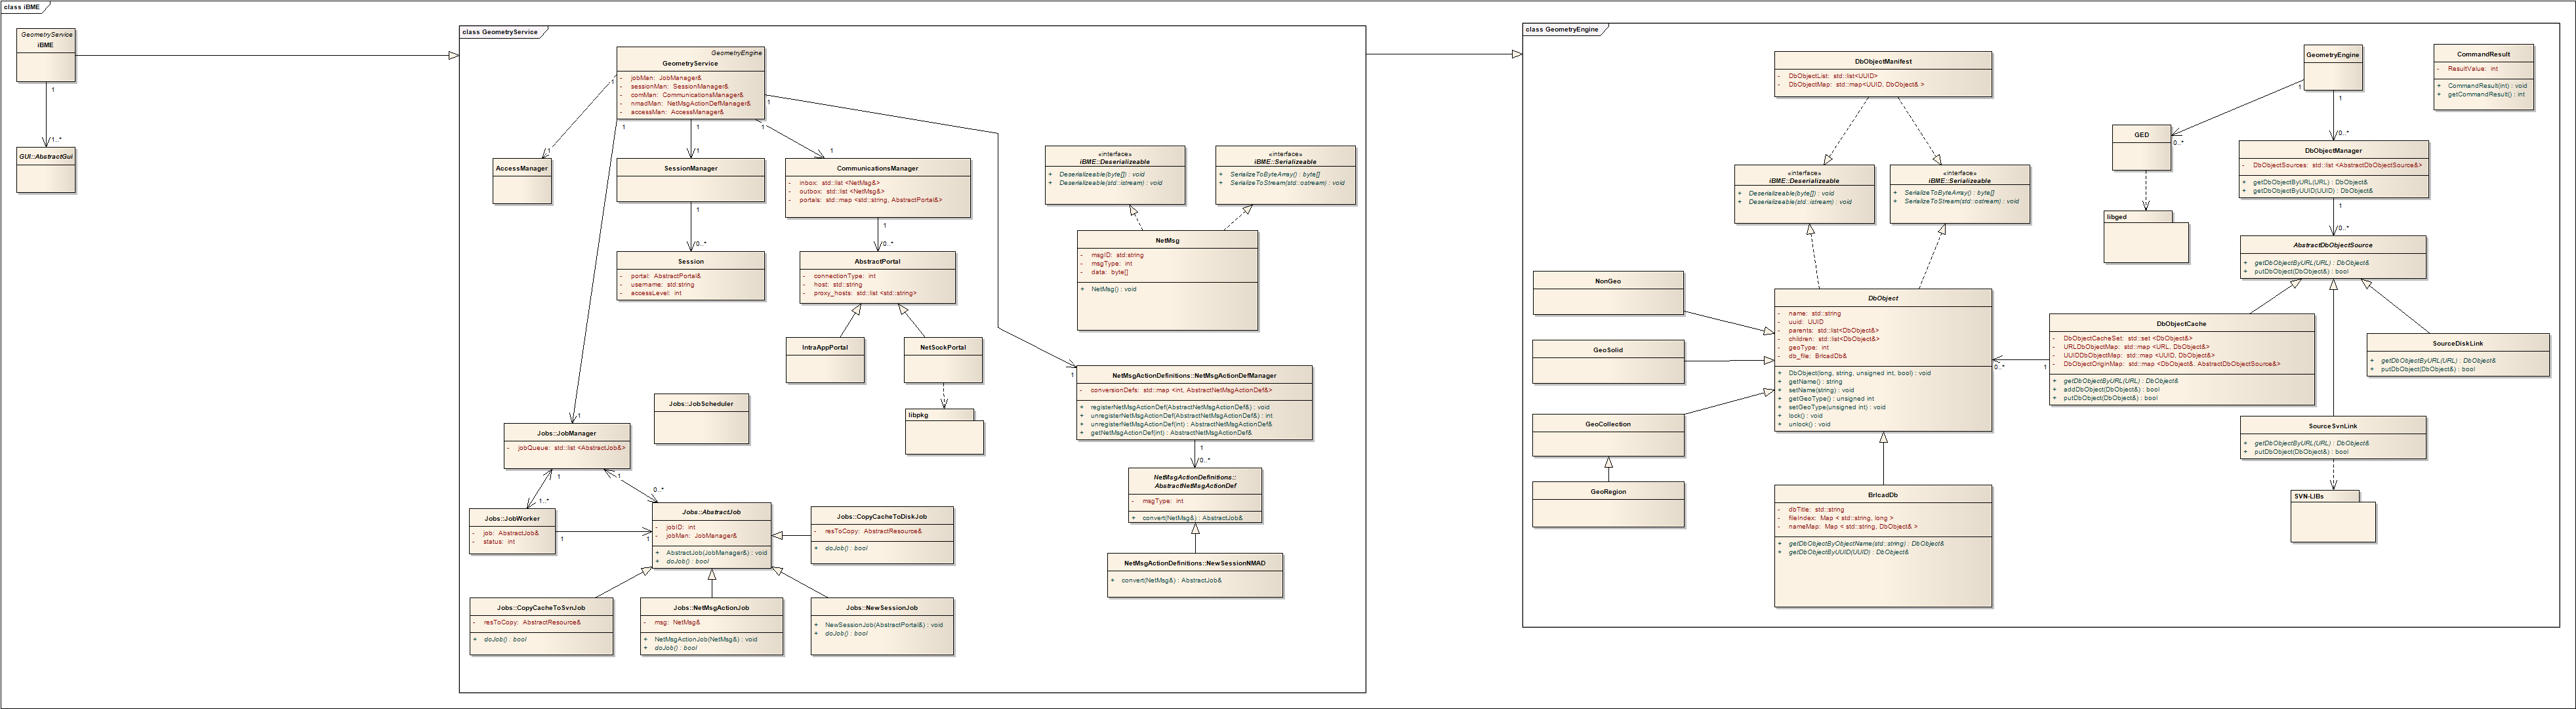 class iBME
GeometryService
iBME
1
1..*
GUI::AbstractGui
class GeometryService
GeometryEngine
GeometryService
- jobMan: JobManager&
- sessionMan: SessionManager&
- comMan: CommunicationsManager&
- nmadMan: NetMsgActionDefManager&
- accessMan: AccessManager&
1
1
1
1
1
1
1
1
AccessManager
SessionManager
1
0..*
Session
- portal: AbstractPortal&
- username: std:string
- accessLevel: int
CommunicationsManager
- inbox: std::list <NetMsg&>
- outbox: std::list <NetMsg&>
- portals: std::map <std::string, AbstractPortal&>
1
0..*
AbstractPortal
- connectionType: int
- host: std::string
- proxy_hosts: std::list <std::string>
IntraAppPortal
NetSockPortal
libpkg
«interface»
iBME::Deserializeable
+ Deserializeable(byte[]) : void
+ Deserializeable(std::istream) : void
«interface»
iBME::Serializeable
+ SerializeToByteArray() : byte[]
+ SerializeToStream(std::ostream) : void
NetMsg
- msgID: std:string
- msgType: int
- data: byte[]
+ NetMsg() : void
1
NetMsgActionDefinitions::NetMsgActionDefManager
- conversionDefs: std::map <int, AbstractNetMsgActionDef&>
+ registerNetMsgActionDef(AbstractNetMsgActionDef&) : void
+ unregisterNetMsgActionDef(AbstractNetMsgActionDef&) : int
+ unregisterNetMsgActionDef(int) : AbstractNetMsgActionDef&
+ getNetMsgActionDef(int) : AbstractNetMsgActionDef&
1
0..*
NetMsgActionDefinitions::
AbstractNetMsgActionDef
- msgType: int
+ convert(NetMsg&) : AbstractJob&
NetMsgActionDefinitions::NewSessionNMAD
+ convert(NetMsg&) : AbstractJob&
Jobs::JobScheduler
1
Jobs::JobManager
- jobQueue: std::list <AbstractJob&>
1
1..*
1
0..*
Jobs::JobWorker
- job: AbstractJob&
- status: int
1
1
Jobs::AbstractJob
- jobID: int
- jobMan: JobManager&
+ AbstractJob(JobManager&) : void
+ doJob() : bool
Jobs::CopyCacheToDiskJob
- resToCopy: AbstractResource&
+ doJob() : bool
Jobs::CopyCacheToSvnJob
- resToCopy: AbstractResource&
+ doJob() : bool
Jobs::NetMsgActionJob
- msg: NetMsg&
+ NetMsgActionJob(NetMsg&) : void
+ doJob() : bool
Jobs::NewSessionJob
+ NewSessionJob(AbstractPortal&) : void
+ doJob() : bool
class GeometryEngine
DbObjectManifest
- DbObjectList: std::list<UUID>
- DbObjectMap: std::map<UUID, DbObject& >
«interface»
iBME::Deserializeable
+ Deserializeable(byte[]) : void
+ Deserializeable(std::istream) : void
«interface»
iBME::Serializeable
+ SerializeToByteArray() : byte[]
+ SerializeToStream(std::ostream) : void
NonGeo
GeoSolid
GeoCollection
GeoRegion
DbObject
- name: std::string
- uuid: UUID
- parents: std::list<DbObject&>
- children: std::list<DbObject&>
- geoType: int
- db_file: BrlcadDb&
+ DbObject(long, string, unsigned int, bool) : void
+ getName() : string
+ setName(string) : void
+ getGeoType() : unsigned int
+ setGeoType(unsigned int) : void
+ lock() : void
+ unlock() : void
BrlcadDb
- dbTitle: std::string
- fileIndex: Map < std::string, long >
- nameMap: Map < std::string, DbObject& >
+ getDbObjectByObjectName(std::string) : DbObject&
+ getDbObjectByUUID(UUID) : DbObject&
GeometryEngine
1
1
0..*
0..*
GED
libged
CommandResult
- ResultValue: int
+ CommandResult(int) : void
+ getCommandResult() : int
DbObjectManager
- DbObjectSources: std::list <AbstractDbObjectSource&>
+ getDbObjectByURL(URL) : DbObject&
+ getDbObjectByUUID(UUID) : DbObject&
1
0..*
AbstractDbObjectSource
+ getDbObjectByURL(URL) : DbObject&
+ putDbObject(DbObject&) : bool
DbObjectCache
- DbObjectCacheSet: std::set <DbObject&>
- URLDbObjectMap: std::map <URL, DbObject&>
- UUIDDbObjectMap: std::map <UUID, DbObject&>
- DbObjectOriginMap: std::map <DbObject&, AbstractDbObjectSource&>
+ getDbObjectByURL(URL) : DbObject&
+ addDbObject(DbObject&) : bool
+ putDbObject(DbObject&) : bool
0..*
1
SourceDiskLink
+ getDbObjectByURL(URL) : DbObject&
+ putDbObject(DbObject&) : bool
SourceSvnLink
+ getDbObjectByURL(URL) : DbObject&
+ putDbObject(DbObject&) : bool
SVN-LIBs